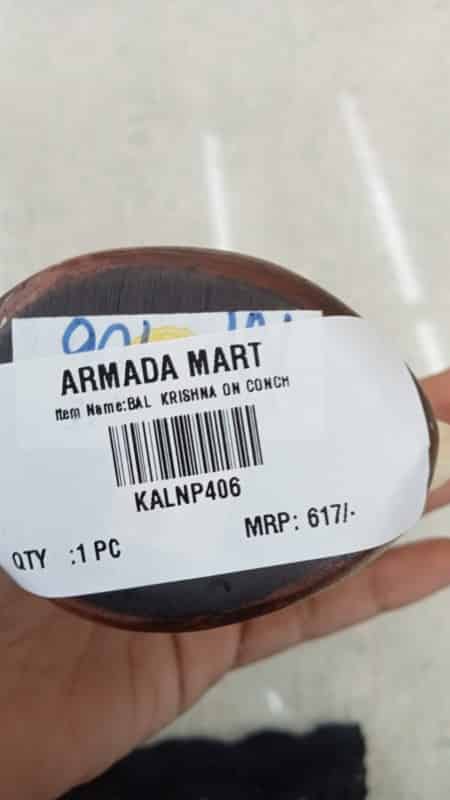 ARMADA MART
Item Name:BAL KRISHNA ON CONCH
KALNP406
MRP: 617/-
QTY :1 PC